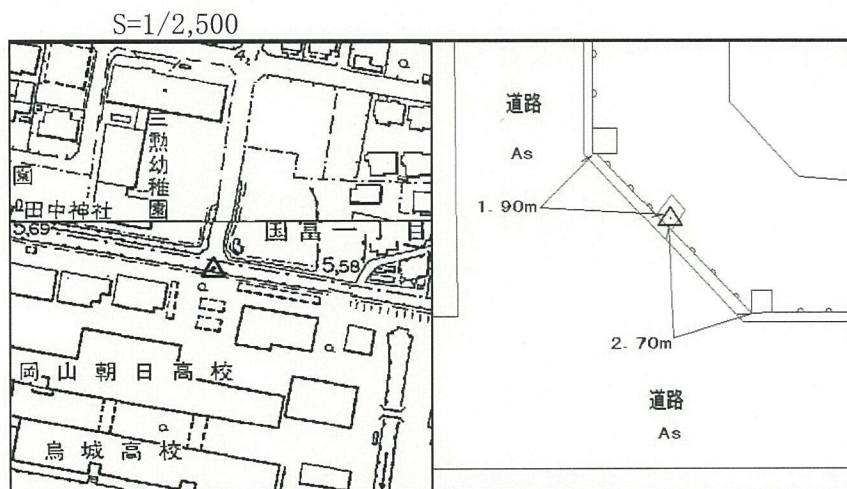 S=1/2,500
三勲幼稚園
田中神社
5,69
国富一丁目
5,58
岡山朝日高校
烏城高校
道路
As
1.90m
2.70m
道路
As